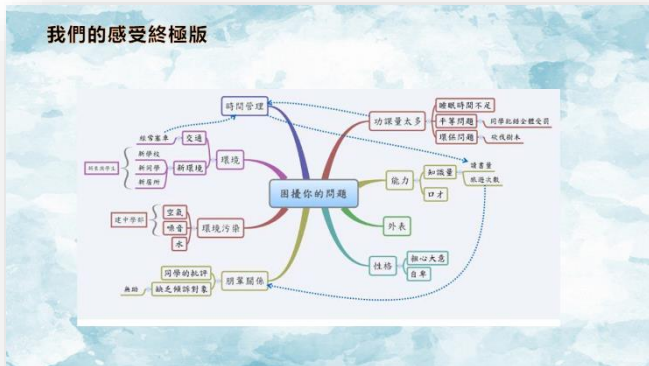 我們的感受終極版
時間管理
經常塞車
交通
環境
新學校
新同學
新居所
新環境
建中學部
空氣
噪音
水
環境污染
同學的批評
無助
缺乏傾訴對象
朋輩關係
困擾你的問題
功課量太多
睡眠時間不足
平等問題
同學犯錯全體受罰
環保問題
砍伐樹木
能力
知識量
讀書量
旅遊次數
口才
外表
性格
粗心大意
自卑